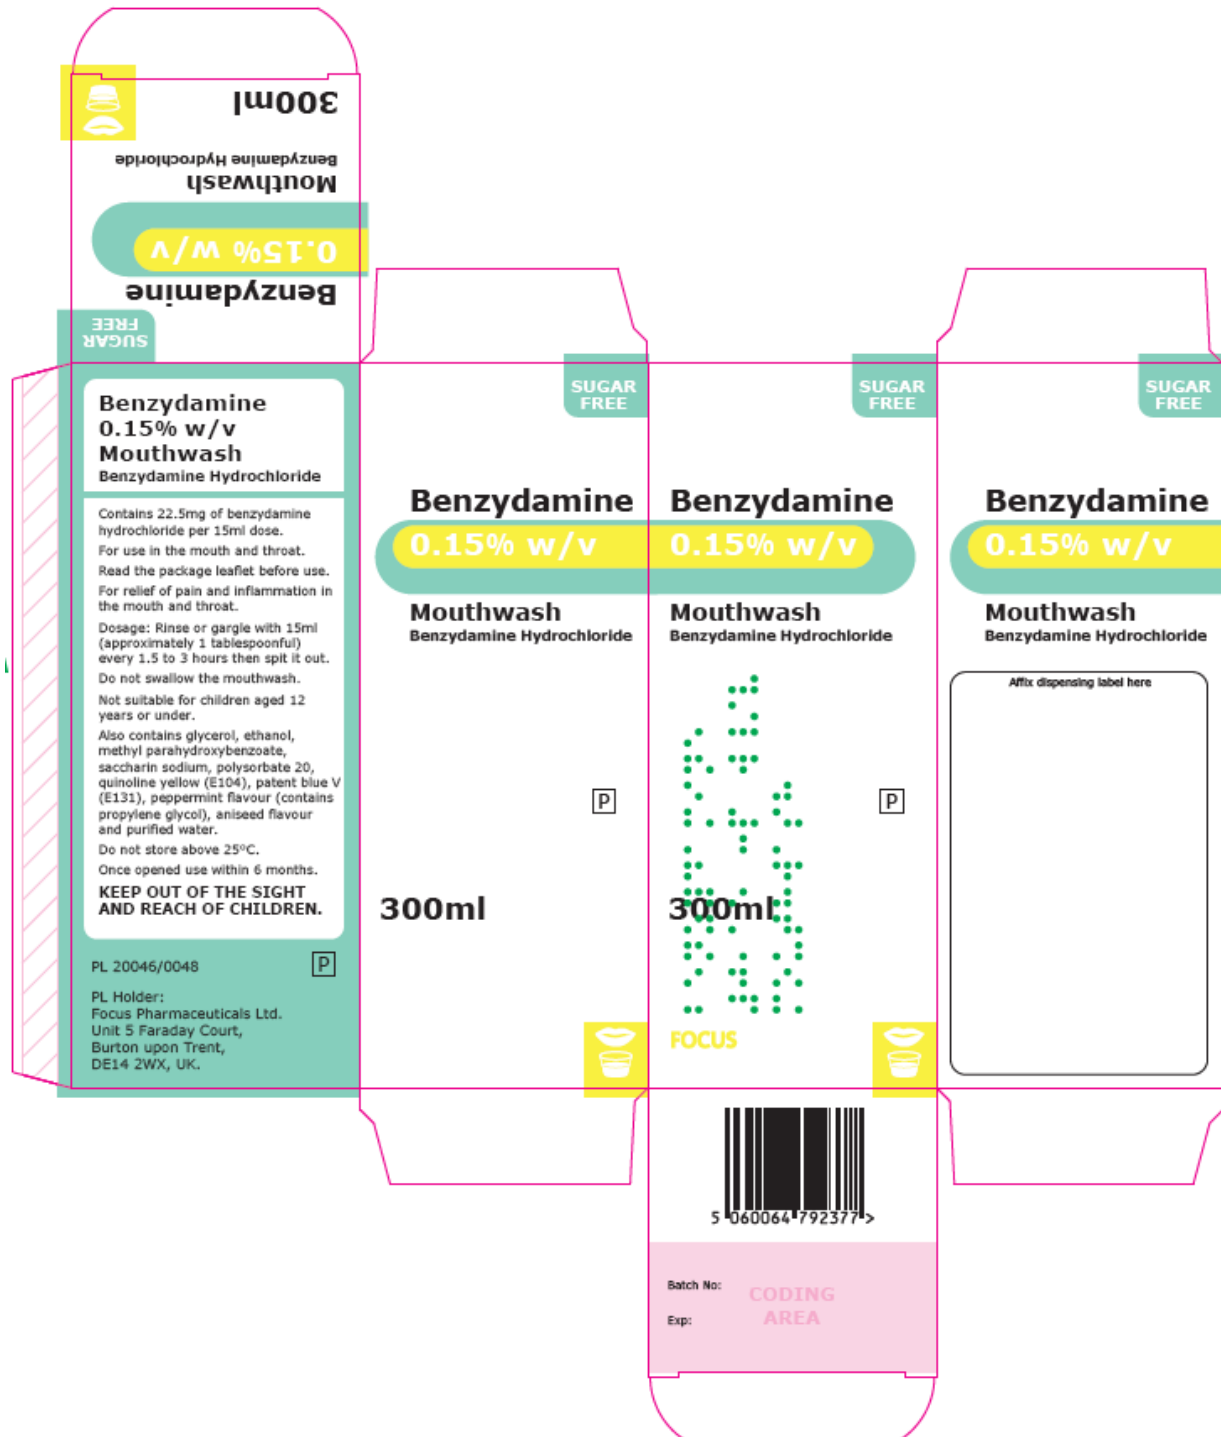 300ml
Benzydamine Hydrochloride
Mouthwash
0.15% w/v
Benzydamine
SUGAR
FREE
Benzydamine
0.15% w/v
Mouthwash
Benzydamine Hydrochloride
Contains 22.5mg of benzydamine
hydrochloride per 15ml dose.
For use in the mouth and throat.
Read the package leaflet before use.
For relief of pain and inflammation in
the mouth and throat.
Dosage: Rinse or gargle with 15ml
(approximately 1 tablespoonful)
every 1.5 to 3 hours then spit it out.
Do not swallow the mouthwash.
Not suitable for children aged 12
years or under.
Also contains glycerol, ethanol,
methyl parahydroxybenzoate,
saccharin sodium, polysorbate 20,
quinoline yellow (E104), patent blue V
(E131), peppermint flavour (contains
propylene glycol), aniseed flavour
and purified water.
Do not store above 25°C.
Once opened use within 6 months.
KEEP OUT OF THE SIGHT
AND REACH OF CHILDREN.
PL 20046/0048
P
PL Holder:
Focus Pharmaceuticals Ltd.
Unit 5 Faraday Court,
Burton upon Trent,
DE14 2WX, UK.
SUGAR
FREE
Benzydamine
0.15% w/v
Mouthwash
Benzydamine Hydrochloride
P
300ml
SUGAR
FREE
Benzydamine
0.15% w/v
Mouthwash
Benzydamine Hydrochloride
P
300ml
FOCUS
5 060064 792377 >
Batch No:
Exp:
CODING
AREA
SUGAR
FREE
Benzydamine
0.15% w/v
Mouthwash
Benzydamine Hydrochloride
Affix dispensing label here